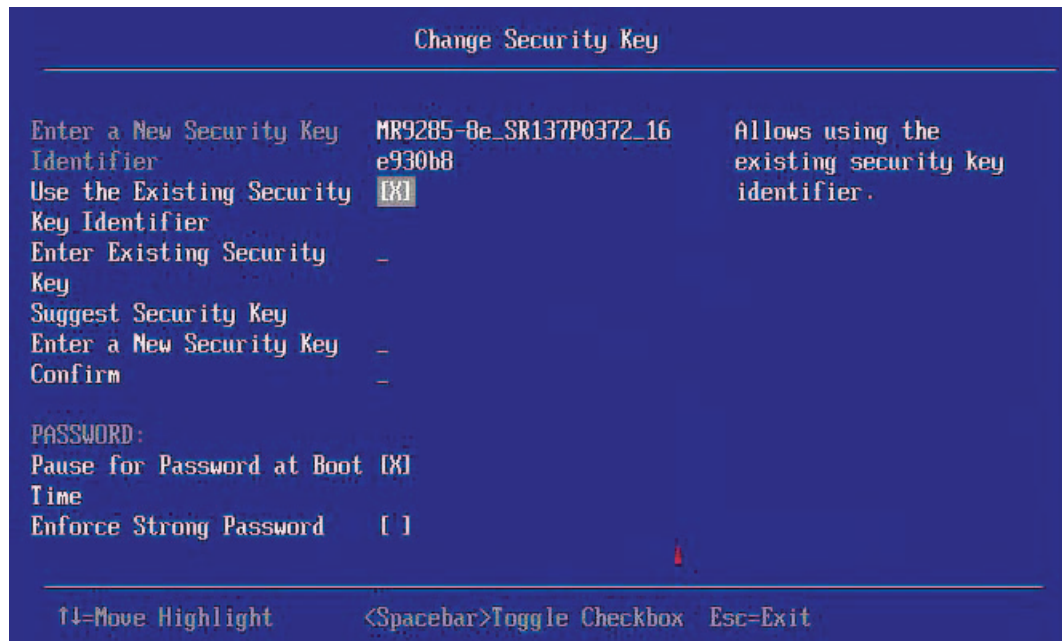 Change Security Key
Enter a New Security Key MR9285-8e_SR137P0372_16 Allows using the
Identifier e930b8 existing security key
Use the Existing Security [X] identifier.
Key Identifier
Enter Existing Security _
Key
Suggest Security Key
Enter a New Security Key _
Confirm _
PASSWORD:
Pause for Password at Boot [X]
Time
Enforce Strong Password [ ]
↑↓=Move Highlight <Spacebar>Toggle Checkbox Esc=Exit